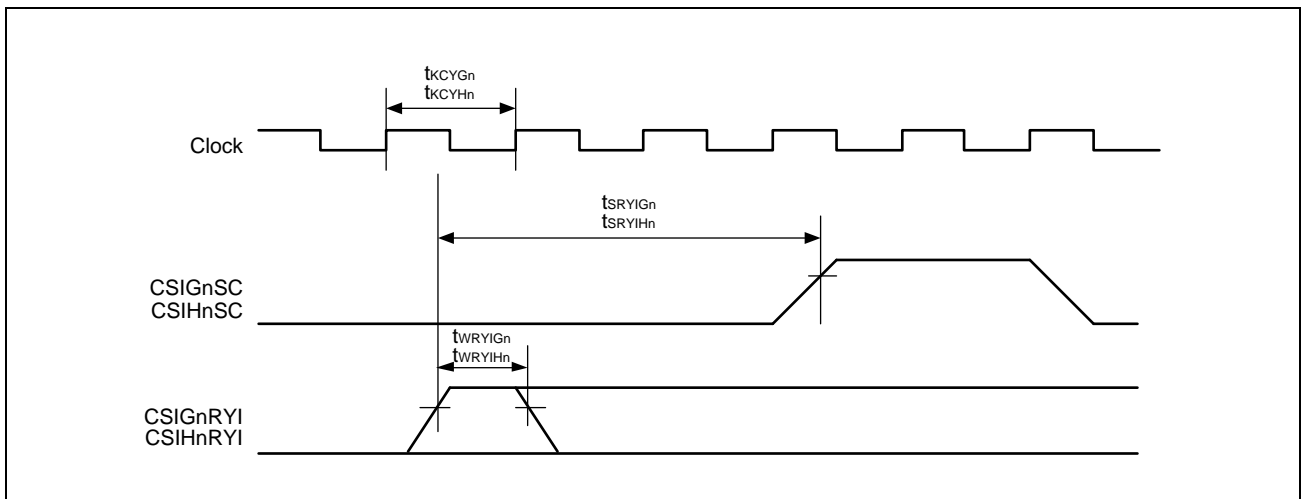 tKCYGn
tKCYHn
Clock
tSRYIGn
tSRYIHn
CSIGnSC
CSIHnSC
tWRYIGn
tWRYIHn
CSIGnRYI
CSIHnRYI